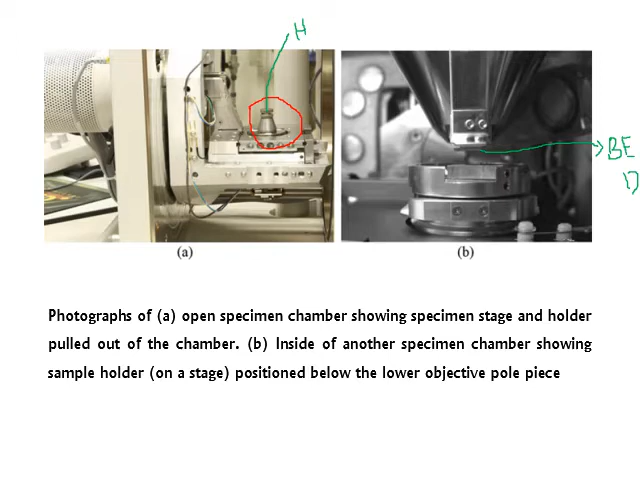 H
BE
D
(a)
(b)
Photographs of (a) open specimen chamber showing specimen stage and holder
pulled out of the chamber. (b) Inside of another specimen chamber showing
sample holder (on a stage) positioned below the lower objective pole piece